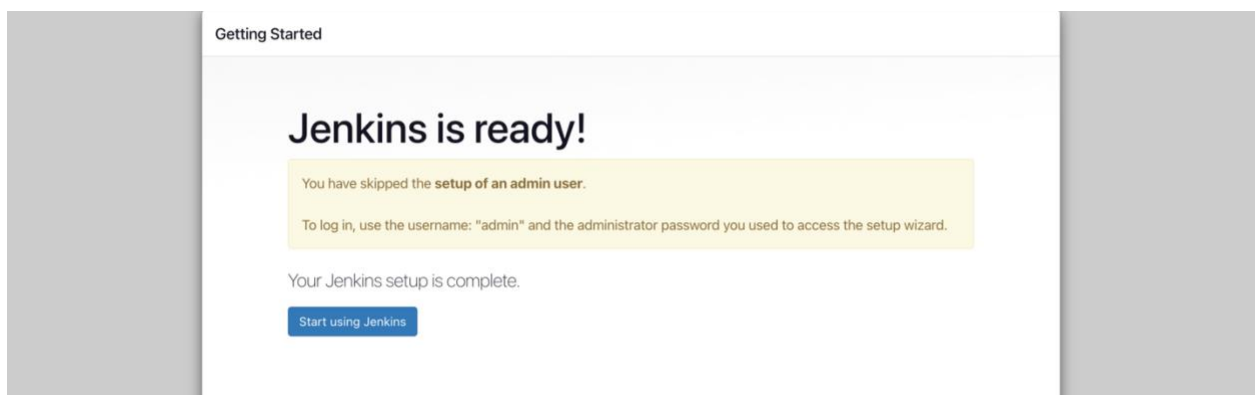 Getting Started
Jenkins is ready!
You have skipped the setup of an admin user.
To log in, use the username: "admin" and the administrator password you used to access the setup wizard.
Your Jenkins setup is complete.
Start using Jenkins